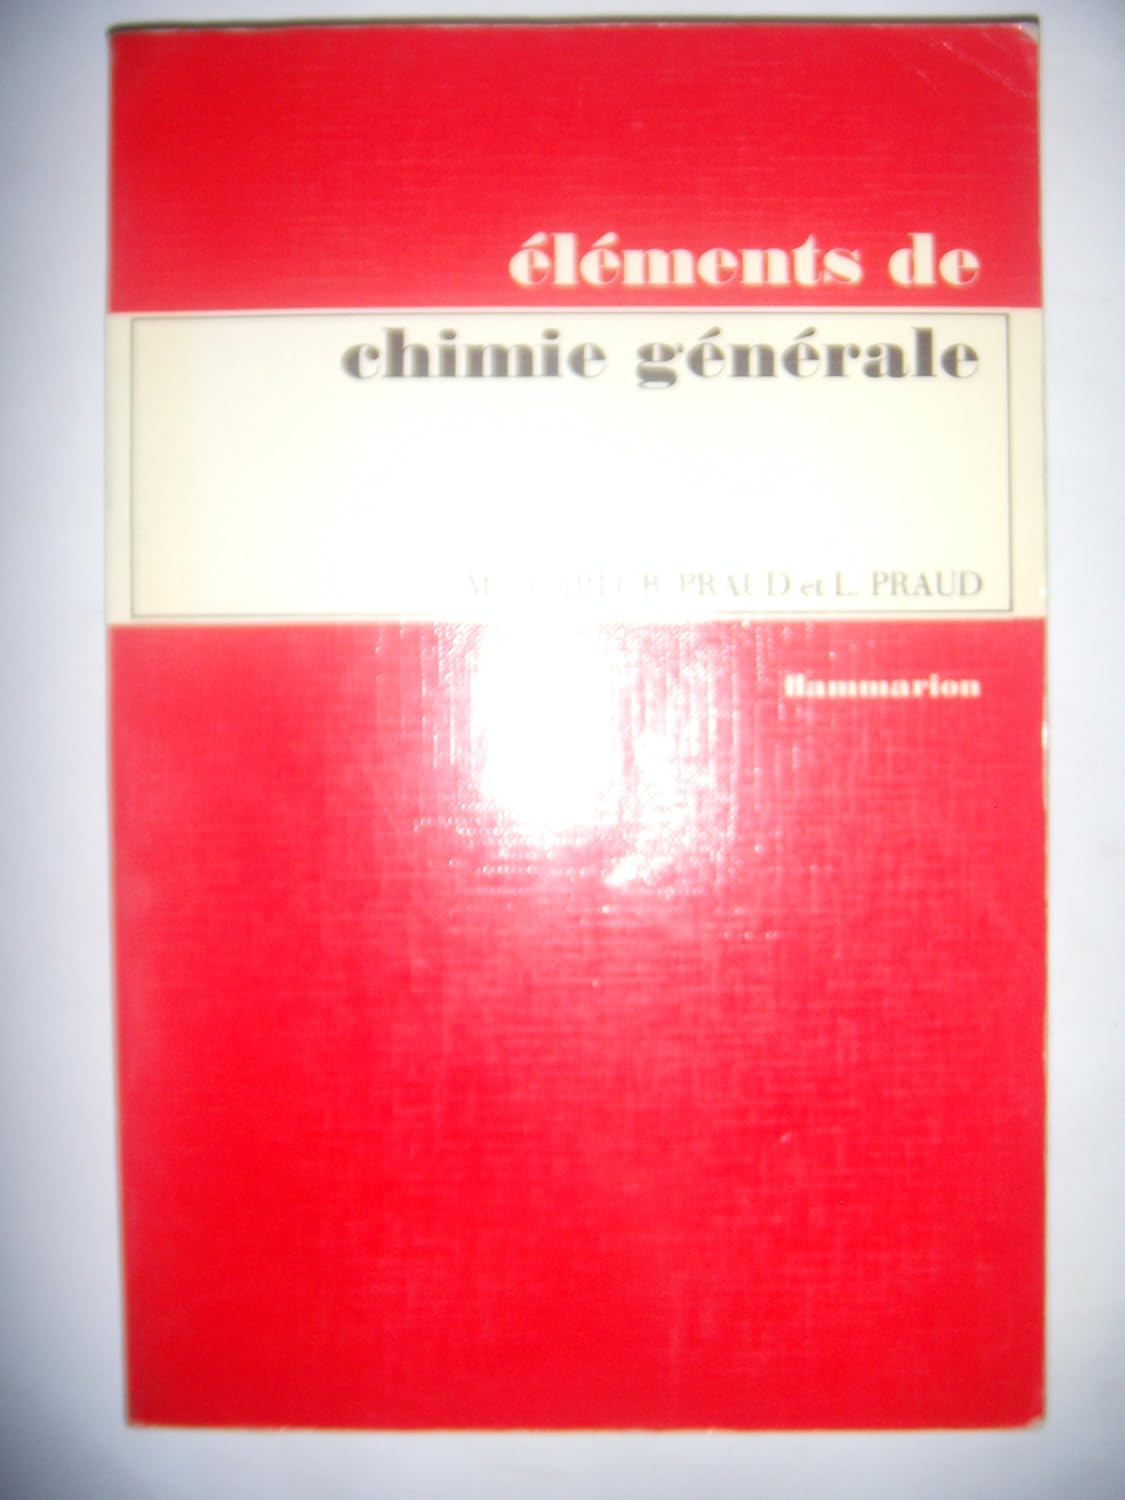 éléments de
chimie générale
B. PRAUD et L. PRAUD
flammarion